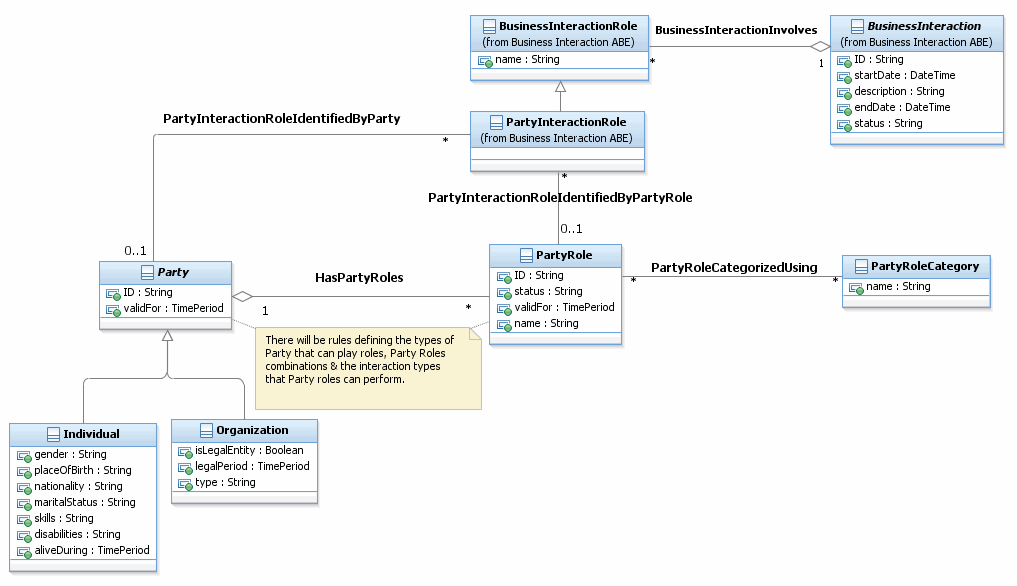 BusinessInteractionRole
(from Business Interaction ABE)
name : String
BusinessInteractionInvolves
*
1
BusinessInteraction
(from Business Interaction ABE)
ID : String
startDate : DateTime
description : String
endDate : DateTime
status : String
PartyInteractionRoleIdentifiedByParty
*
0..1
PartyInteractionRole
(from Business Interaction ABE)
*
PartyInteractionRoleIdentifiedByPartyRole
0..1
Party
ID : String
validFor : TimePeriod
HasPartyRoles
1
*
PartyRole
ID : String
status : String
validFor : TimePeriod
name : String
PartyRoleCategorizedUsing
*
*
PartyRoleCategory
name : String
There will be rules defining the types of
Party that can play roles, Party Roles
combinations & the interaction types
that Party roles can perform.
Individual
gender : String
placeOfBirth : String
nationality : String
maritalStatus : String
skills : String
disabilities : String
aliveDuring : TimePeriod
Organization
isLegalEntity : Boolean
legalPeriod : TimePeriod
type : String